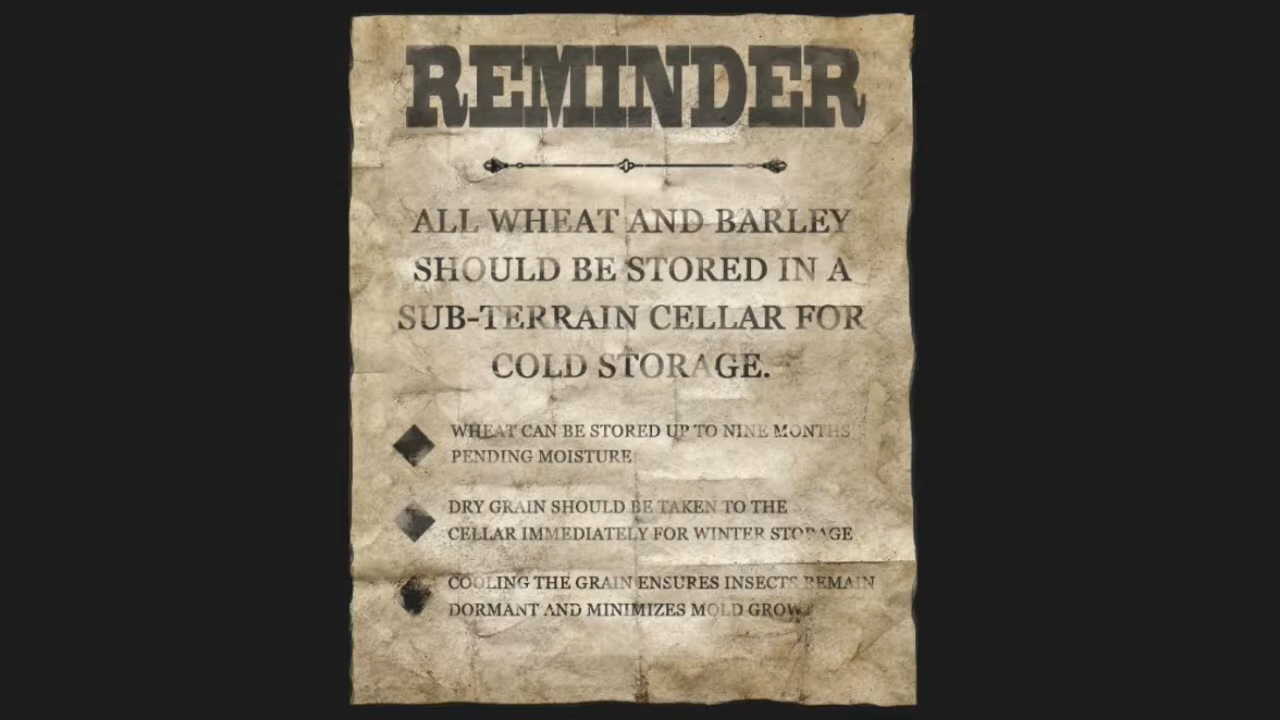 REMINDER
ALL WHEAT AND BARLEY
SHOULD BE STORED IN A
SUB-TERRAIN CELLAR FOR
COLD STORAGE.
WHEAT CAN BE STORED UP TO NINE MONTHS
PENDING MOISTURE
DRY GRAIN SHOULD BE TAKEN TO THE
CELLAR IMMEDIATELY FOR WINTER STORAGE
COOLING THE GRAIN ENSURES INSECTS REMAIN
DORMANT AND MINIMIZES MOLD